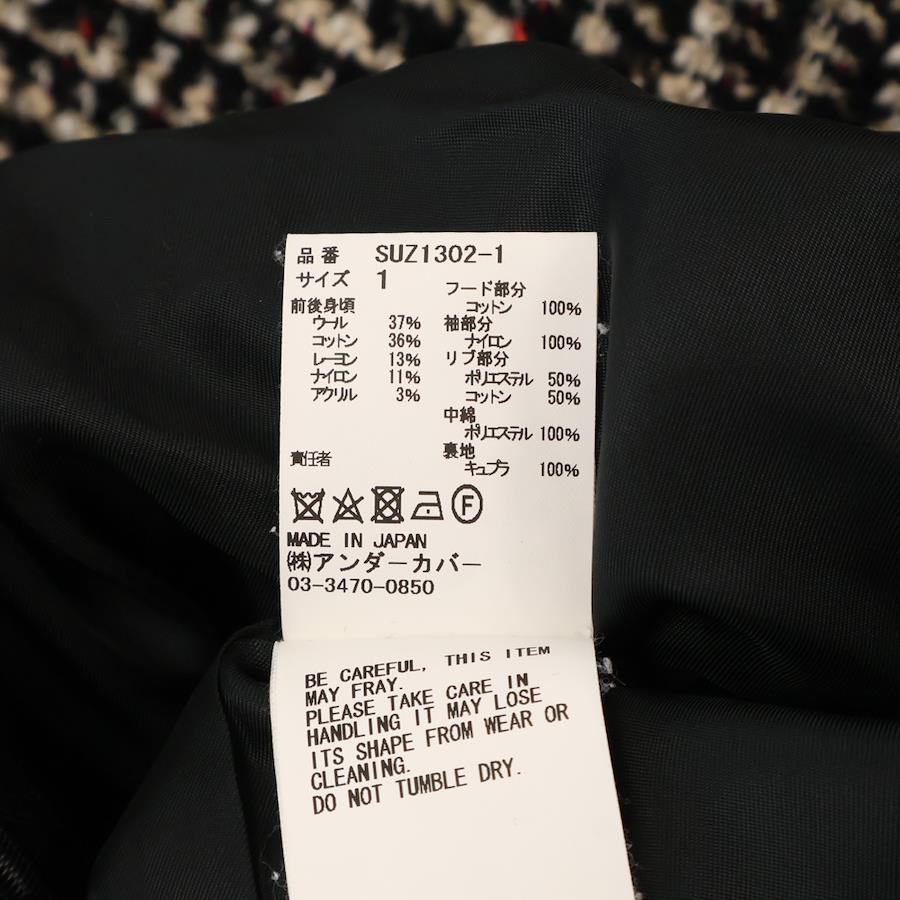 品番 SUZ1302-1
サイズ 1
前後身頃
ウール 37%
コットン 36%
レーヨン 13%
ナイロン 11%
アクリル 3%
フード部分
コットン 100%
袖部分
ナイロン 100%
リブ部分
ポリエステル 50%
コットン 50%
中綿
ポリエステル 100%
裏地
キュプラ 100%
責任者
F
MADE IN JAPAN
㈱アンダーカバー
03-3470-0850
BE CAREFUL, THIS ITEM
MAY FRAY.
PLEASE TAKE CARE IN
HANDLING IT MAY LOSE
ITS SHAPE FROM WEAR OR
CLEANING.
DO NOT TUMBLE DRY.